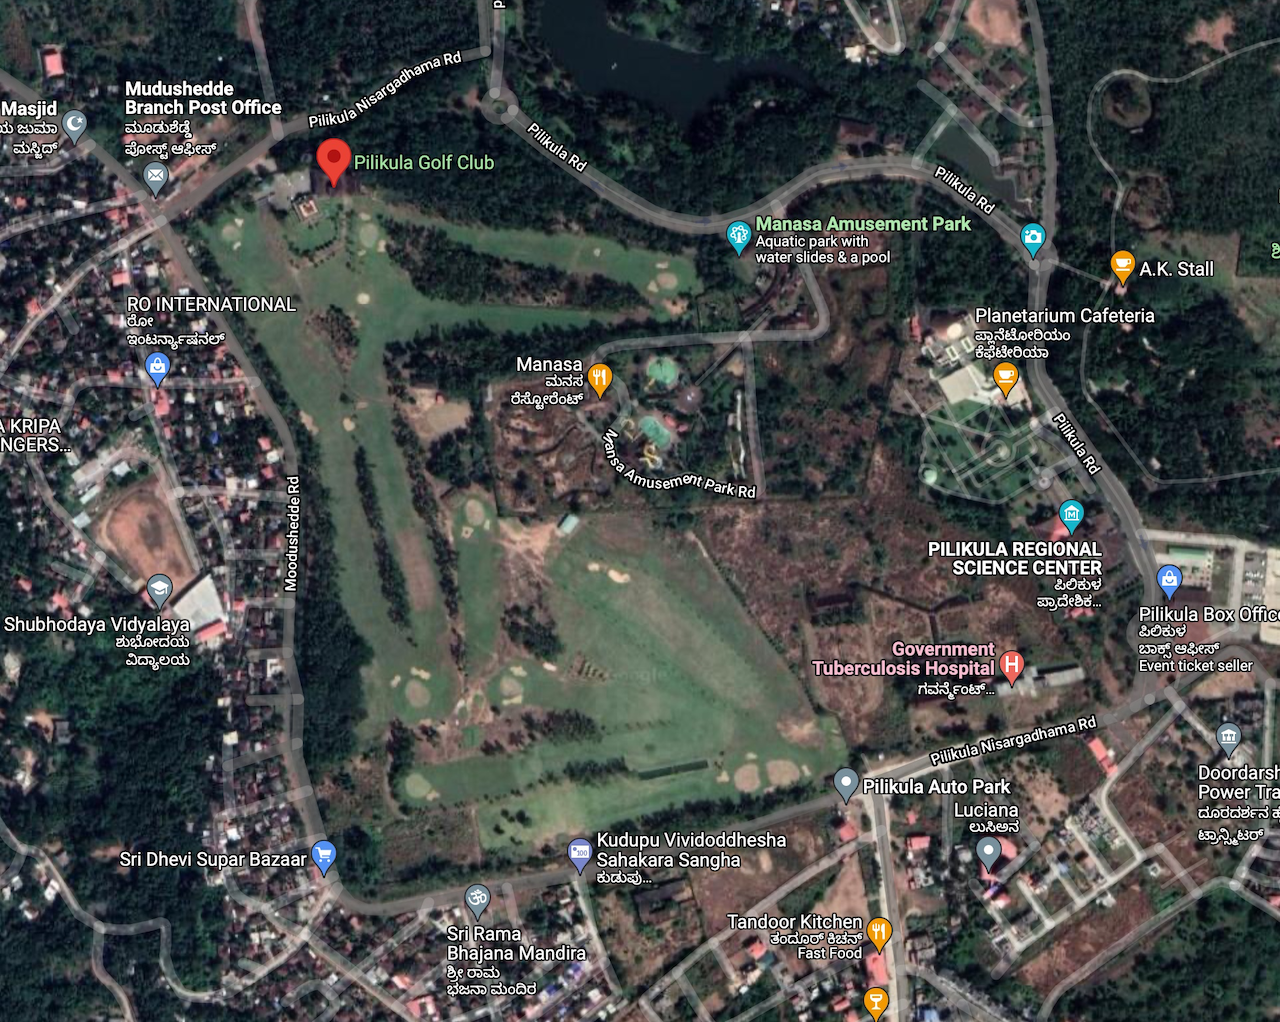 Pilikula Nisargadhama Rd
Mudushedde
Branch Post Office
ಮೂಡುಶೆಡ್ಡೆ
ಪೋಸ್ಟ್ ಆಫೀಸ್
Masjid
ಜುಮಾ
ಮಸ್ಜಿದ್
Pilikula Golf Club
Pilikula Rd
Pilikula Rd
Manasa Amusement Park
Aquatic park with
water slides & a pool
A.K. Stall
RO INTERNATIONAL
ರೋ
ಇಂಟರ್ನ್ಯಾಷನಲ್
Planetarium Cafeteria
ಪ್ಲಾನೆಟೋರಿಯಂ
ಕೆಫೆಟೇರಿಯಾ
Manasa
ಮನಸ
ರೆಸ್ಟೋರೆಂಟ್
A KRIPA
NGERS...
Mansa Amusement Park Rd
Pilikula Rd
Moodushedde Rd
PILIKULA REGIONAL
SCIENCE CENTER
ಪಿಲಿಕುಳ
ಪ್ರಾದೇಶಿಕ...
Shubhodaya Vidyalaya
ಶುಭೋದಯ
ವಿದ್ಯಾಲಯ
Pilikula Box Office
ಪಿಲಿಕುಳ
ಬಾಕ್ಸ್ ಆಫೀಸ್
Event ticket seller
Government
Tuberculosis Hospital
ಗವರ್ನ್ಮೆಂಟ್...
Google
Pilikula Nisargadhama Rd
Pilikula Auto Park
Doordarsh
Power Tra
ದೂರದರ್ಶನ
ಟ್ರಾನ್ಸ್ಮಿಟರ್
Luciana
ಲುಸಿಅನ
Kudupu Vividoddhesha
Sahakara Sangha
ಕುಡುಪು...
Sri Dhevi Supar Bazaar
Sri Rama
Bhajana Mandira
ಶ್ರೀ ರಾಮ
ಭಜನಾ ಮಂದಿರ
Tandoor Kitchen
ತಂದೂರ್ ಕಿಚನ್
Fast Food